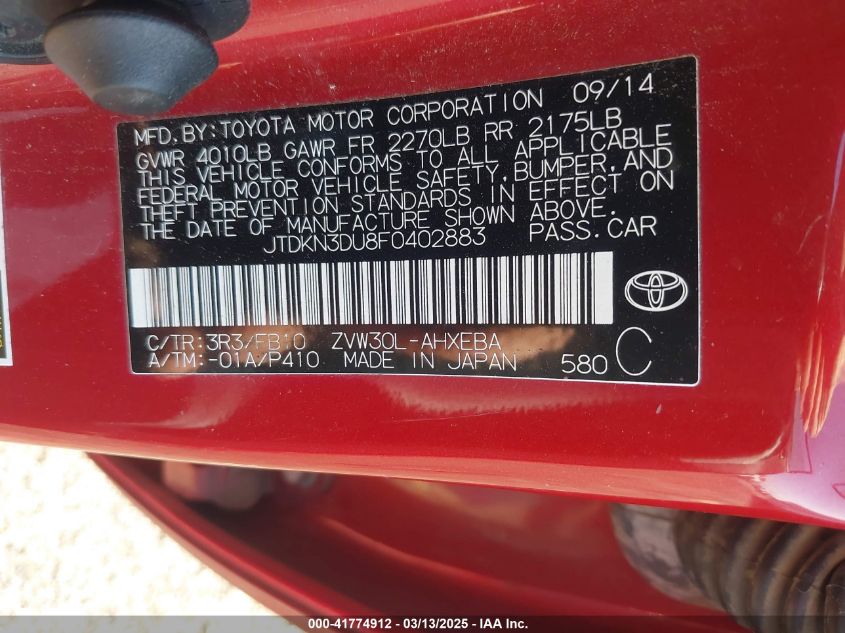 MFD.BY:TOYOTA MOTOR CORPORATION 09/14
GVWR 4010LB GAWR FR 2270LB RR 2175LB
THIS VEHICLE CONFORMS TO ALL APPLICABLE
FEDERAL MOTOR VEHICLE SAFETY,BUMPER,AND
THEFT PREVENTION STANDARDS IN EFFECT ON
THE DATE OF MANUFACTURE SHOWN ABOVE.
JTDKN3DU8F0402883 PASS.CAR
C/TR:3R3/FB10 ZVW30L-AHXEBA
A/TM:-01A/P410 MADE IN JAPAN 580 C
000-41774912 / 03/13/2025 - IAA Inc.